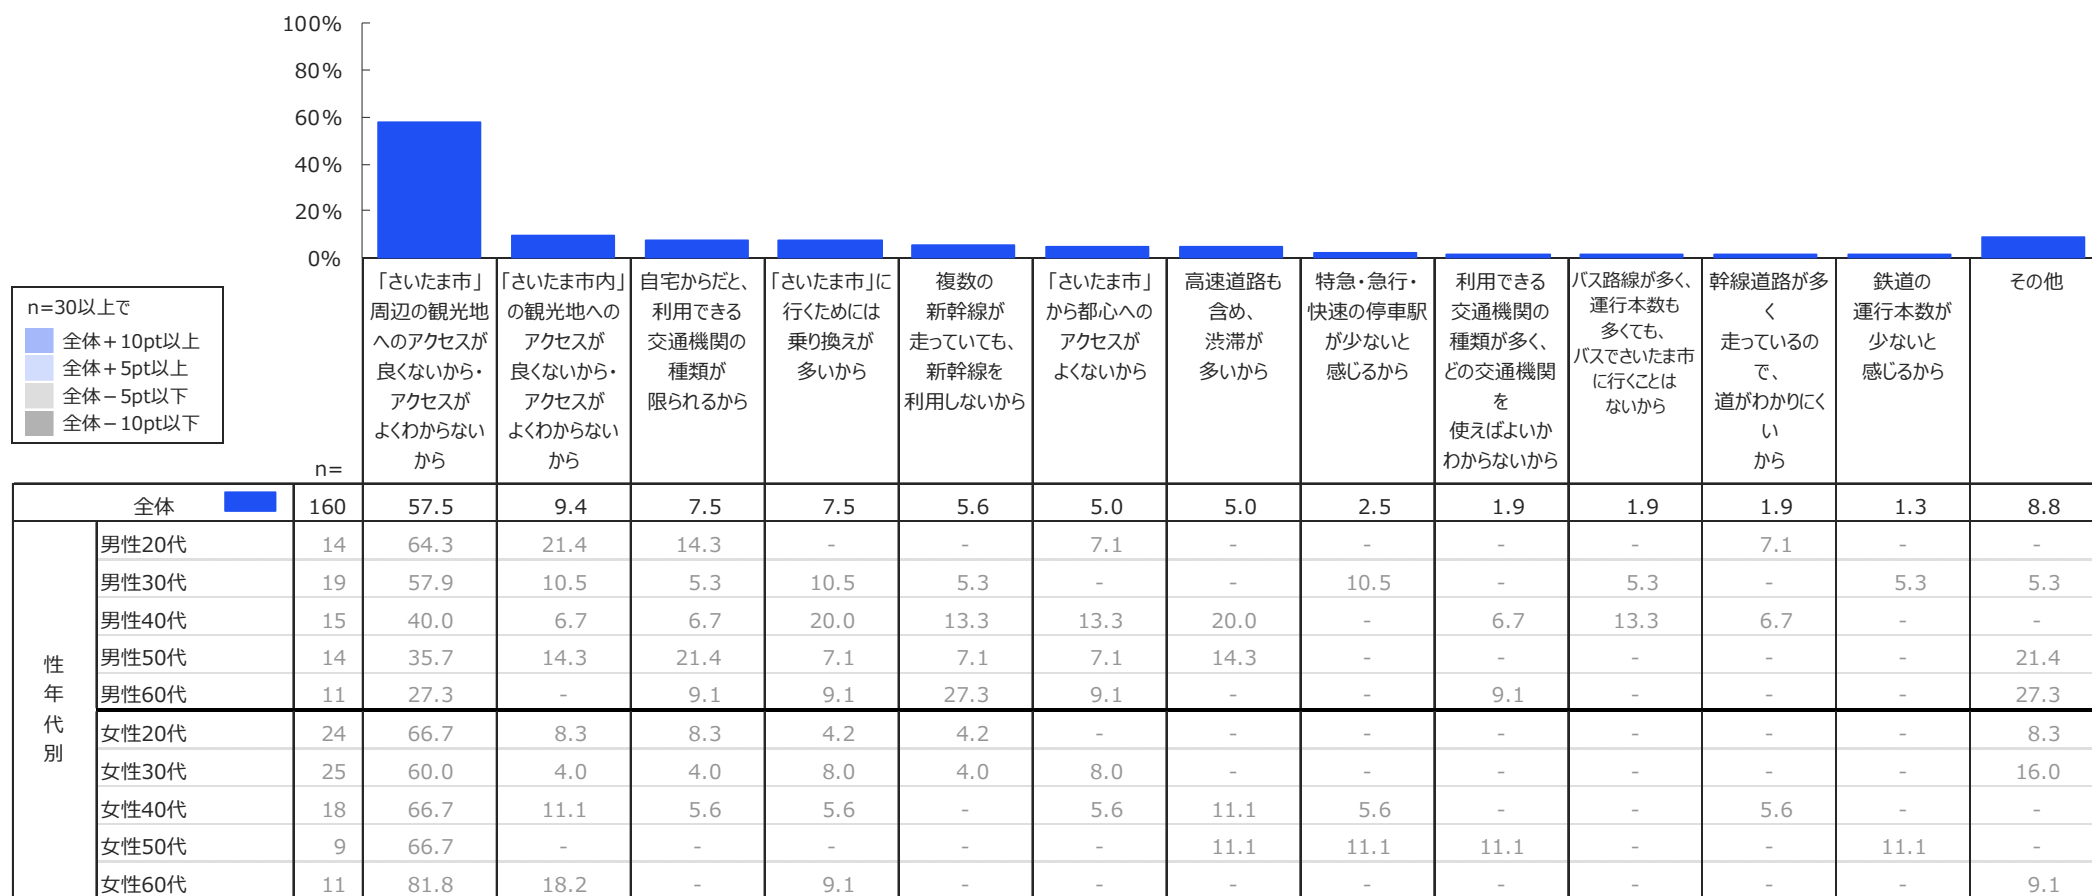 100%
80%
60%
40%
20%
0%
n=30以上で
全体＋10pt以上
全体＋5pt以上
全体－5pt以下
全体－10pt以下
n=
「さいたま市」
周辺の観光地
へのアクセスが
良くないから・
アクセスが
よくわからない
から
「さいたま市内」
の観光地への
アクセスが
良くないから・
アクセスが
よくわからない
から
自宅からだと、
利用できる
交通機関の
種類が
限られるから
「さいたま市」に
行くためには
乗り換えが
多いから
複数の
新幹線が
走っていても、
新幹線を
利用しないから
「さいたま市」
から都心への
アクセスが
よくないから
高速道路も
含め、
渋滞が
多いから
特急・急行・
快速の停車駅
が少ないと
感じるから
利用できる
交通機関の
種類が多く、
どの交通機関
を
使えばよいか
わからないから
バス路線が多く、
運行本数も
多くても、
バスでさいたま市
に行くことは
ないから
幹線道路が多
く
走っているの
で、
道がわかりにく
い
から
鉄道の
運行本数が
少ないと
感じるから
その他
全体 160 57.5 9.4 7.5 7.5 5.6 5.0 5.0 2.5 1.9 1.9 1.9 1.3 8.8
性年代別
男性20代 14 64.3 21.4 14.3 - - 7.1 - - - - 7.1 - -
男性30代 19 57.9 10.5 5.3 10.5 5.3 - - 10.5 - 5.3 - 5.3 5.3
男性40代 15 40.0 6.7 6.7 20.0 13.3 13.3 20.0 - 6.7 13.3 6.7 - -
男性50代 14 35.7 14.3 21.4 7.1 7.1 7.1 14.3 - - - - - 21.4
男性60代 11 27.3 - 9.1 9.1 27.3 9.1 - - 9.1 - - - 27.3
女性20代 24 66.7 8.3 8.3 4.2 4.2 - - - - - - - 8.3
女性30代 25 60.0 4.0 4.0 8.0 4.0 8.0 - - - - - - 16.0
女性40代 18 66.7 11.1 5.6 5.6 - 5.6 11.1 5.6 - - 5.6 - -
女性50代 9 66.7 - - - - - 11.1 11.1 11.1 - - 11.1 -
女性60代 11 81.8 18.2 - 9.1 - - - - - - - - 9.1